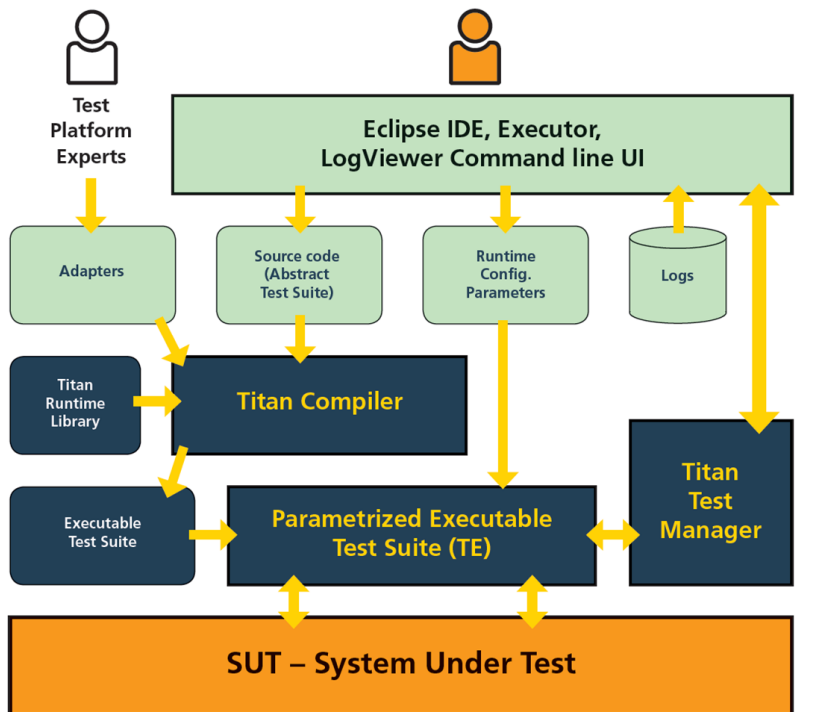 Test
Platform
Experts
Eclipse IDE, Executor,
LogViewer Command line UI
Adapters
Source code
(Abstract
Test Suite)
Runtime
Config.
Parameters
Logs
Titan
Runtime
Library
Titan Compiler
Titan
Test
Manager
Executable
Test Suite
Parametrized Executable
Test Suite (TE)
SUT – System Under Test